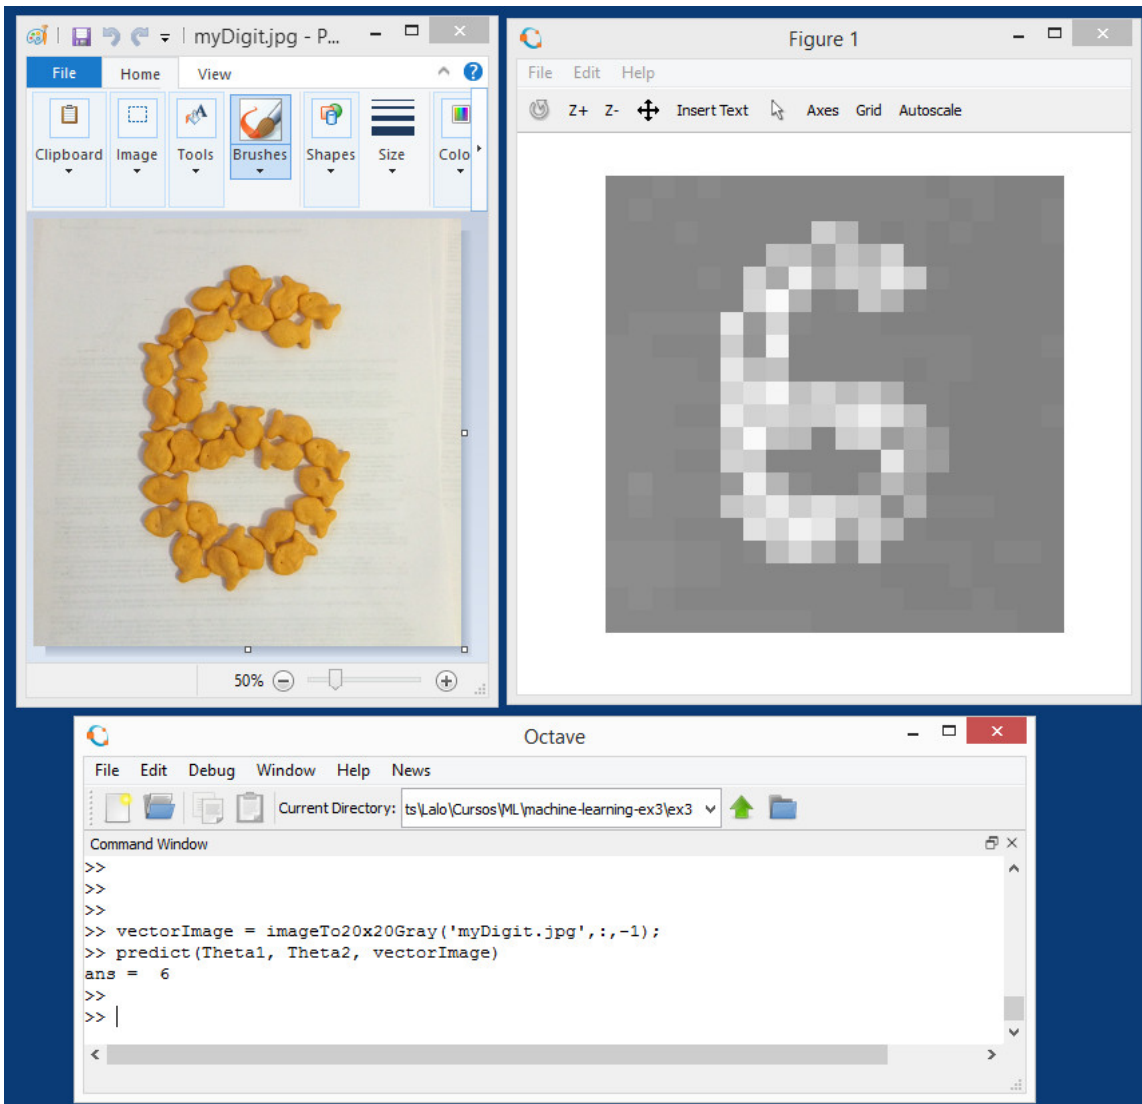 myDigit.jpg - P...
File Home View
Clipboard Image Tools Brushes Shapes Size Colo
50%
Figure 1
File Edit Help
Z+ Z- Insert Text Axes Grid Autoscale
6
Octave
File Edit Debug Window Help News
Current Directory: ts\Lalo\Cursos\ML\machine-learning-ex3\ex3
Command Window
>>
>>
>>
>> vectorImage = imageTo20x20Gray('myDigit.jpg',:,-1);
>> predict(Theta1, Theta2, vectorImage)
ans =  6
>>
>>